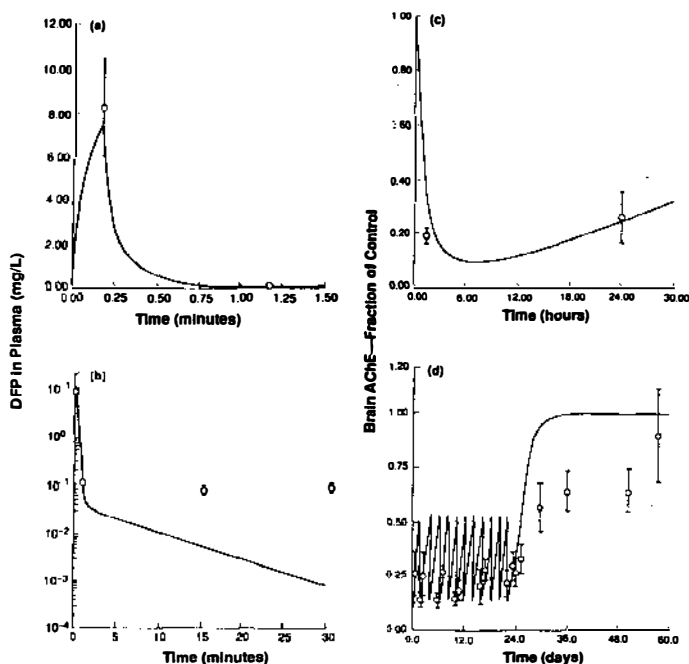 (a)
12.00
10.00
8.00
6.00
4.00
2.00
0.00
0.00 0.25 0.50 0.75 1.00 1.25 1.50
Time (minutes)
DFP in Plasma (mg/L)
(b)
10¹
10⁰
10⁻¹
10⁻²
10⁻³
10⁻⁴
0 5 10 15 20 25 30
Time (minutes)
(c)
1.00
0.80
0.60
0.40
0.20
0.00
0.00 6.00 12.00 18.00 24.00 30.00
Time (hours)
Brain AChE—Fraction of Control
(d)
1.20
1.00
0.75
0.50
0.25
0.00
0.0 12.0 24.0 36.0 48.0 60.0
Time (days)